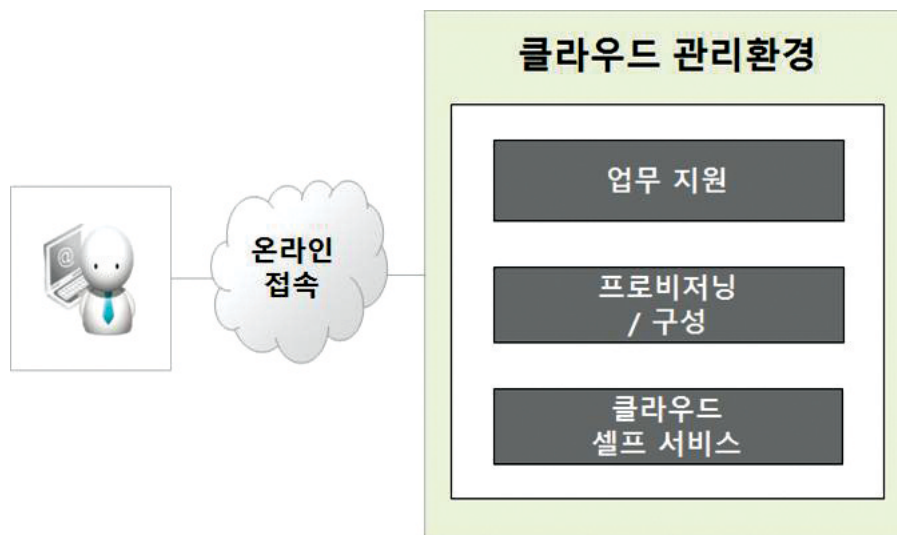 클라우드 관리환경
업무 지원
온라인
접속
프로비저닝
/ 구성
클라우드
셀프 서비스
@